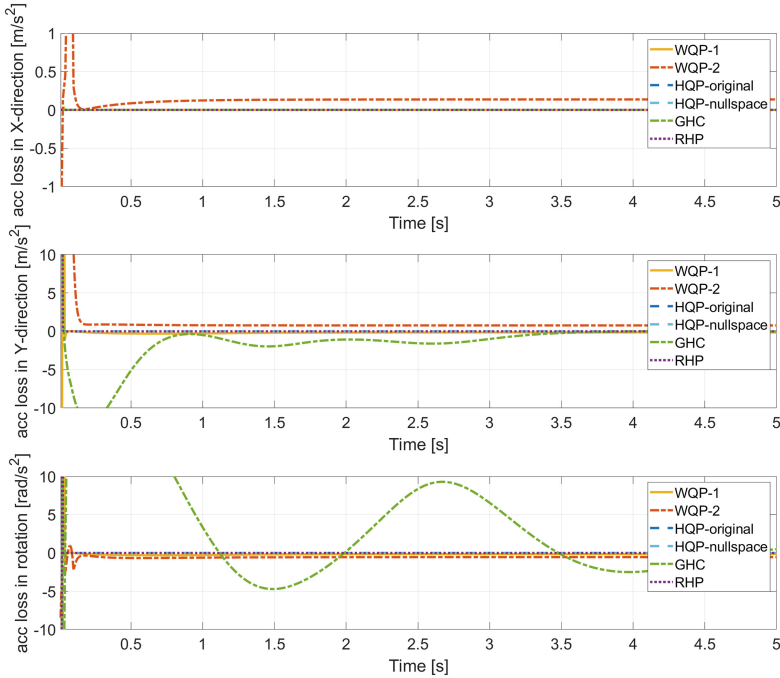 acc loss in X-direction [m/s²]
1
0.5
0
-0.5
-1
WQP-1
WQP-2
HQP-original
HQP-nullspace
GHC
RHP
0.5 1 1.5 2 2.5 3 3.5 4 4.5 5
Time [s]
acc loss in Y-direction [m/s²]
10
5
0
-5
-10
WQP-1
WQP-2
HQP-original
HQP-nullspace
GHC
RHP
0.5 1 1.5 2 2.5 3 3.5 4 4.5 5
Time [s]
acc loss in rotation [rad/s²]
10
5
0
-5
-10
WQP-1
WQP-2
HQP-original
HQP-nullspace
GHC
RHP
0.5 1 1.5 2 2.5 3 3.5 4 4.5 5
Time [s]